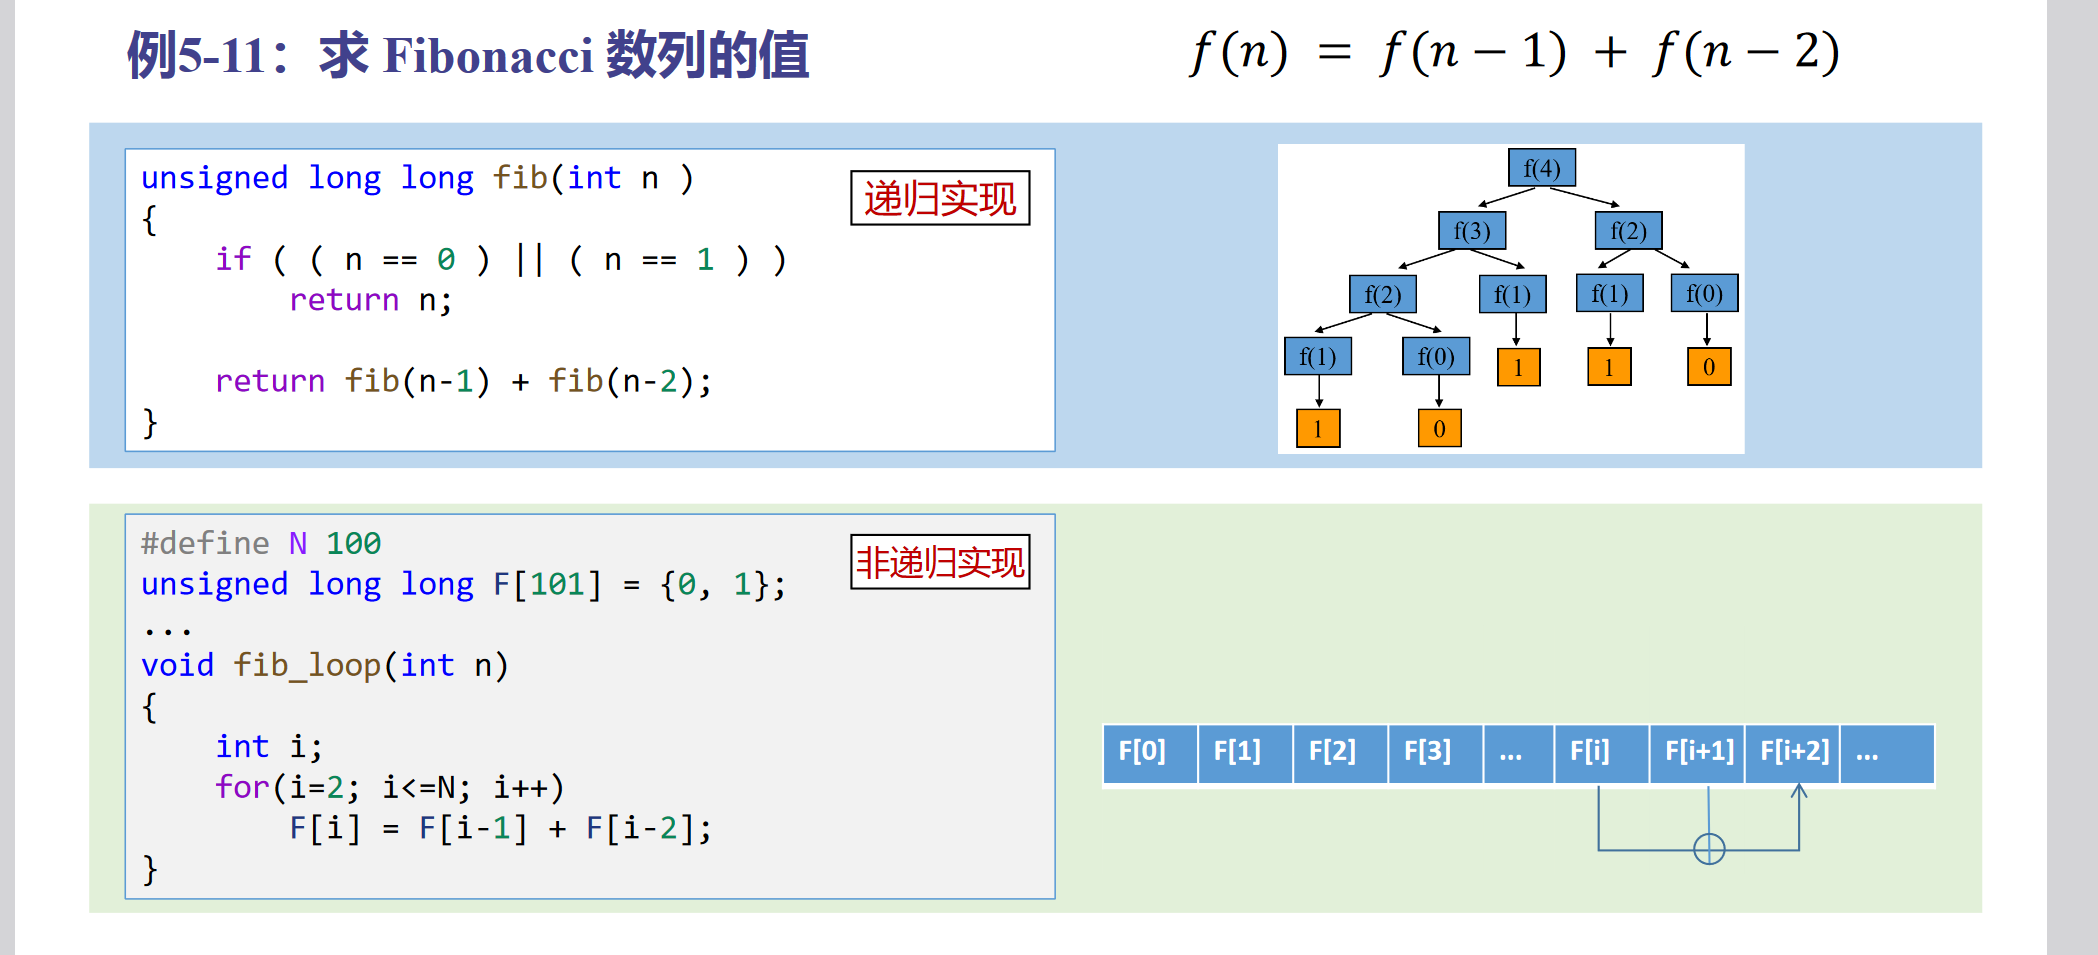 例5-11：求 Fibonacci 数列的值
f(n) = f(n − 1) + f(n − 2)
unsigned long long fib(int n )
递归实现
{
if ( ( n == 0 ) || ( n == 1 ) )
return n;
return fib(n-1) + fib(n-2);
}
f(4)
f(3) f(2)
f(2) f(1) f(1) f(0)
f(1) f(0) 1 1 0
1 0
#define N 100
非递归实现
unsigned long long F[101] = {0, 1};
...
void fib_loop(int n)
{
int i;
for(i=2; i<=N; i++)
F[i] = F[i-1] + F[i-2];
}
F[0] F[1] F[2] F[3] ... F[i] F[i+1] F[i+2] ...